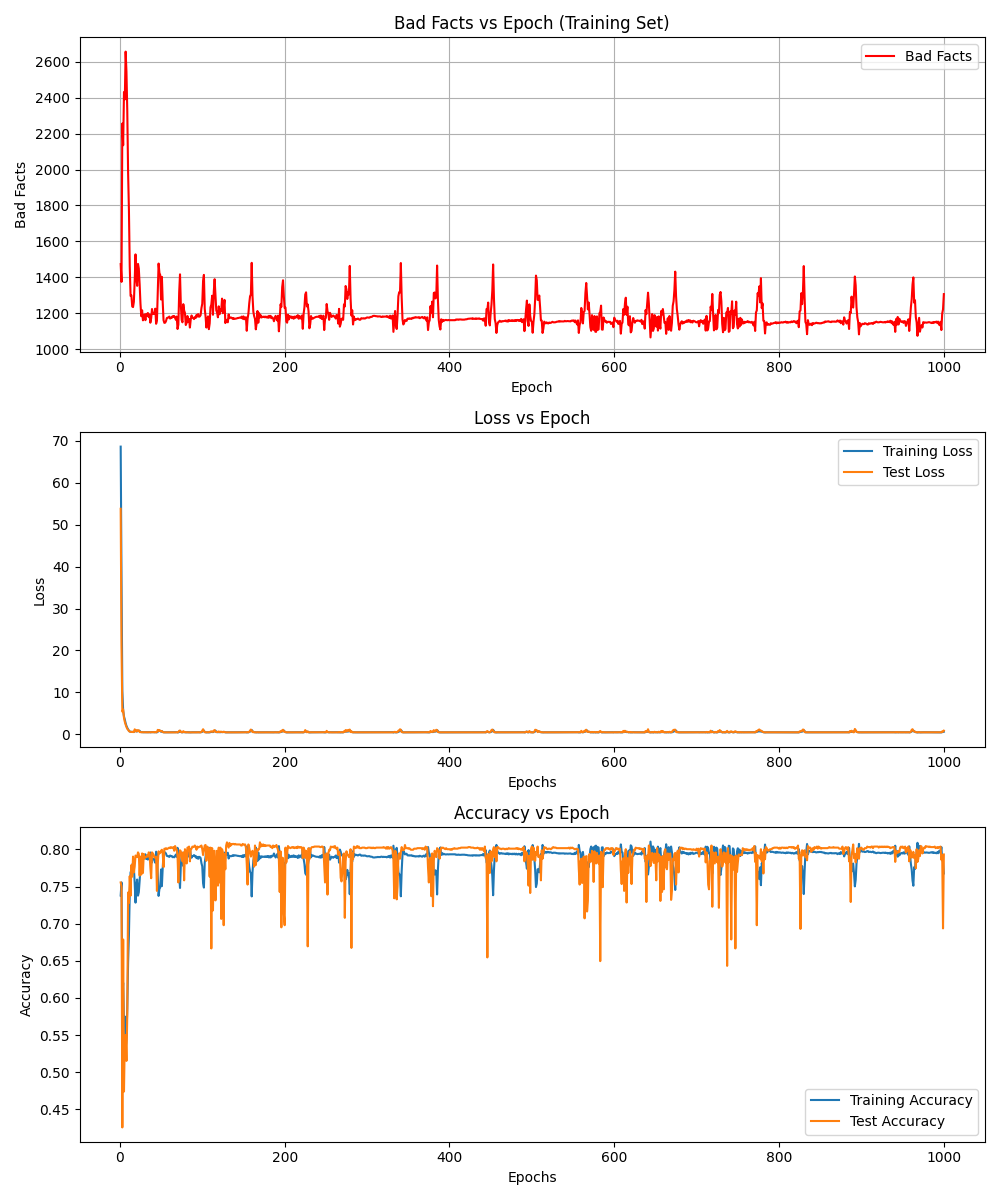 Bad Facts vs Epoch (Training Set)
Bad Facts
2600
2400
2200
2000
1800
1600
1400
1200
1000
Bad Facts
0 200 400 600 800 1000
Epoch
Loss vs Epoch
Training Loss
Test Loss
70
60
50
40
30
20
10
0
Loss
0 200 400 600 800 1000
Epochs
Accuracy vs Epoch
0.80
0.75
0.70
0.65
0.60
0.55
0.50
0.45
Accuracy
Training Accuracy
Test Accuracy
0 200 400 600 800 1000
Epochs